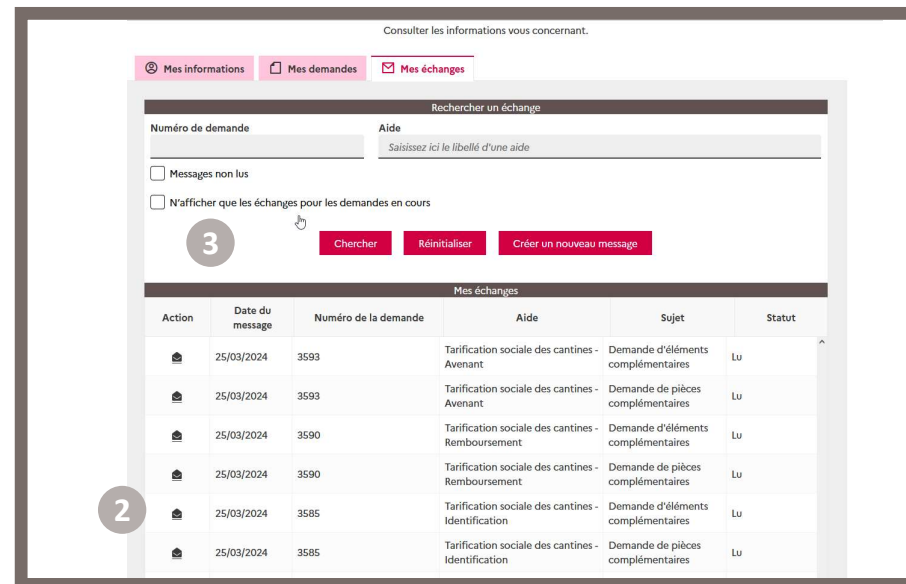 Consulter les informations vous concernant.
Mes informations Mes demandes Mes échanges
Rechercher un échange
Numéro de demande Aide
Saisissez ici le libellé d'une aide
Messages non lus
N'afficher que les échanges pour les demandes en cours
3
Chercher Réinitialiser Créer un nouveau message
Mes échanges
Action Date du message Numéro de la demande Aide Sujet Statut
25/03/2024 3593 Tarification sociale des cantines - Avenant Demande d'éléments complémentaires Lu
25/03/2024 3593 Tarification sociale des cantines - Avenant Demande de pièces complémentaires Lu
25/03/2024 3590 Tarification sociale des cantines - Remboursement Demande d'éléments complémentaires Lu
25/03/2024 3590 Tarification sociale des cantines - Remboursement Demande de pièces complémentaires Lu
2
25/03/2024 3585 Tarification sociale des cantines - Identification Demande d'éléments complémentaires Lu
25/03/2024 3585 Tarification sociale des cantines - Identification Demande de pièces complémentaires Lu